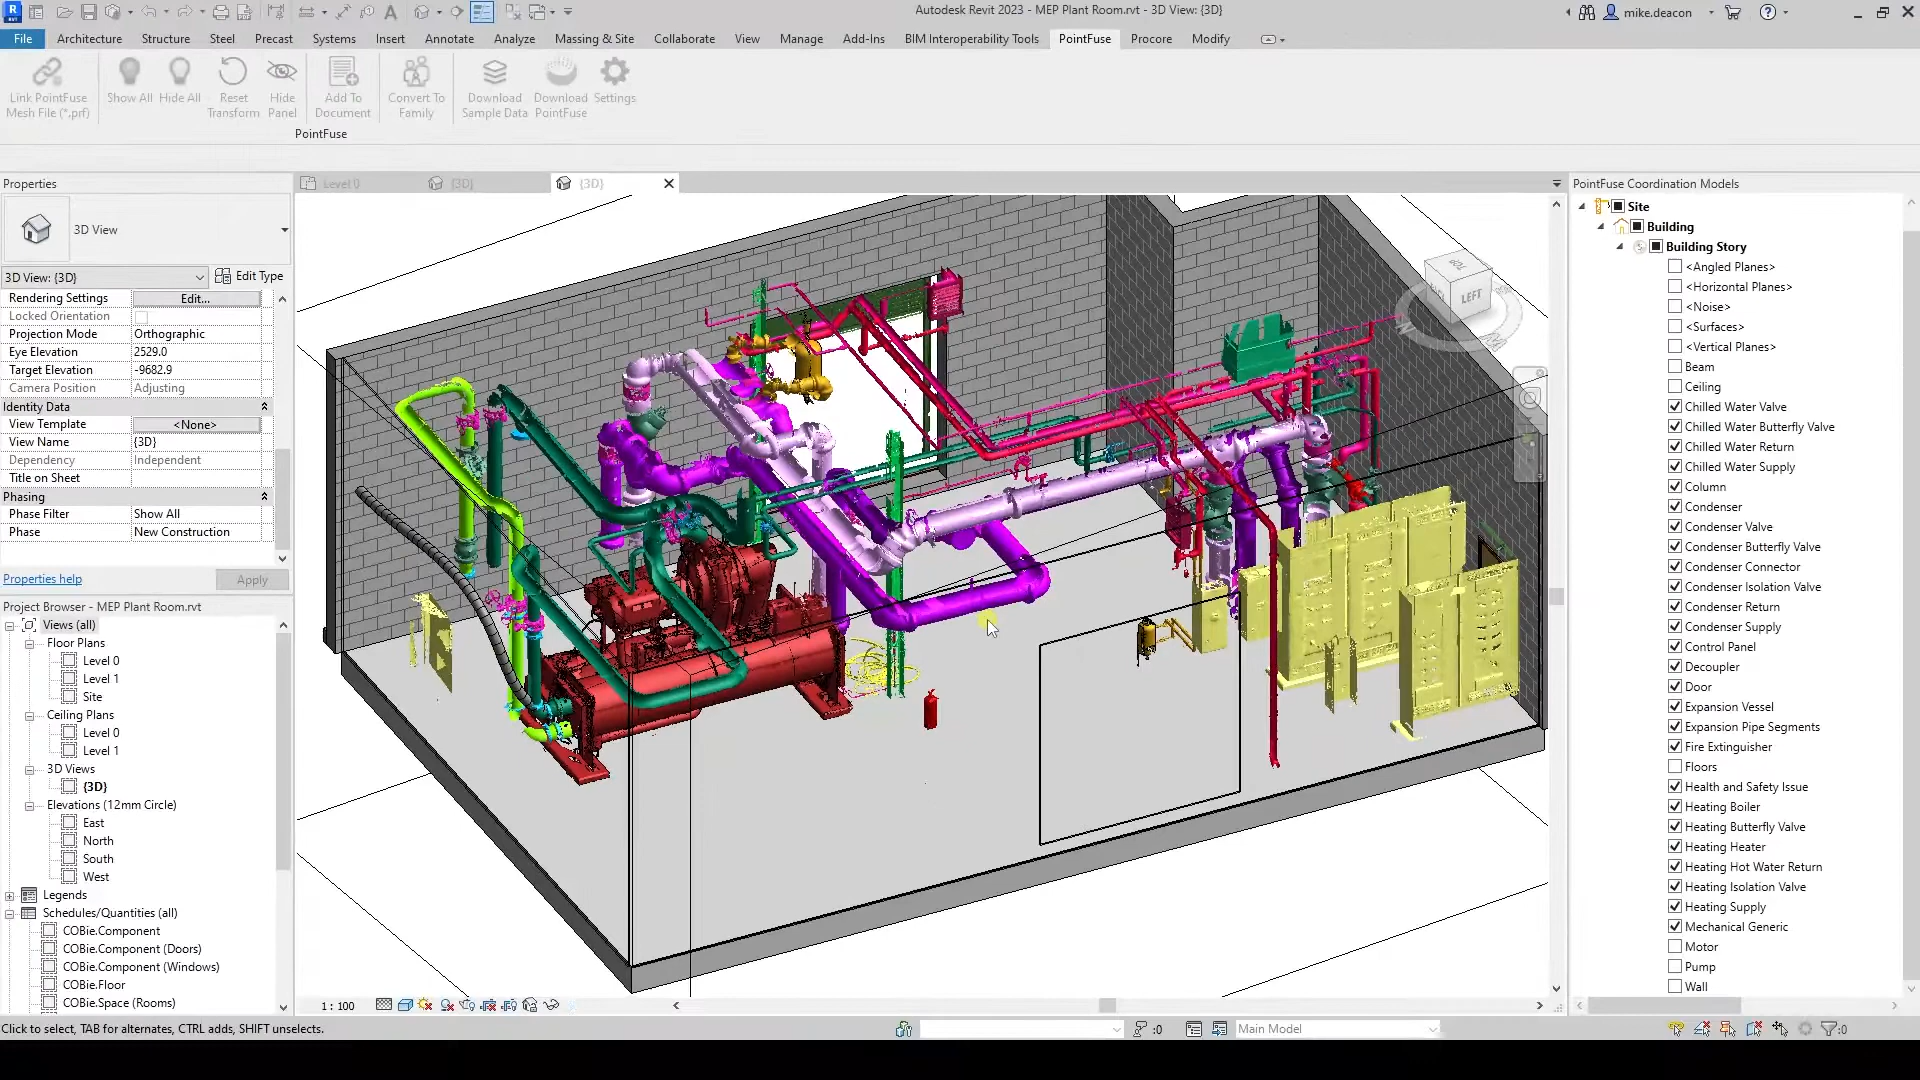 Autodesk Revit 2023 - MEP Plant Room.rvt - 3D View: {3D}
mike.deacon
File
Architecture
Structure
Steel
Precast
Systems
Insert
Annotate
Analyze
Massing & Site
Collaborate
View
Manage
Add-Ins
BIM Interoperability Tools
PointFuse
Procore
Modify
Link PointFuse
Mesh File (*.prf)
Show All
Hide All
Reset
Transform
Hide
Panel
Add To
Document
Convert To
Family
Download
Sample Data
Download
PointFuse
Settings
PointFuse
Properties
3D View
3D View: {3D}
Edit Type
Rendering Settings
Edit...
Locked Orientation
Projection Mode
Orthographic
Eye Elevation
2529.0
Target Elevation
-9682.9
Camera Position
Adjusting
Identity Data
View Template
<None>
View Name
{3D}
Dependency
Independent
Title on Sheet
Phasing
Phase Filter
Show All
Phase
New Construction
Properties help
Apply
Project Browser - MEP Plant Room.rvt
Views (all)
Floor Plans
Level 0
Level 1
Site
Ceiling Plans
Level 0
Level 1
3D Views
{3D}
Elevations (12mm Circle)
East
North
South
West
Legends
Schedules/Quantities (all)
COBie.Component
COBie.Component (Doors)
COBie.Component (Windows)
COBie.Floor
COBie.Space (Rooms)
Level 0
{3D}
{3D}
TOP
LEFT
1 : 100
PointFuse Coordination Models
Site
Building
Building Story
<Angled Planes>
<Horizontal Planes>
<Noise>
<Surfaces>
<Vertical Planes>
Beam
Ceiling
Chilled Water Valve
Chilled Water Butterfly Valve
Chilled Water Return
Chilled Water Supply
Column
Condenser
Condenser Valve
Condenser Butterfly Valve
Condenser Connector
Condenser Isolation Valve
Condenser Return
Condenser Supply
Control Panel
Decoupler
Door
Expansion Vessel
Expansion Pipe Segments
Fire Extinguisher
Floors
Health and Safety Issue
Heating Boiler
Heating Butterfly Valve
Heating Heater
Heating Hot Water Return
Heating Isolation Valve
Heating Supply
Mechanical Generic
Motor
Pump
Wall
Click to select, TAB for alternates, CTRL adds, SHIFT unselects.
:0
Main Model
:0